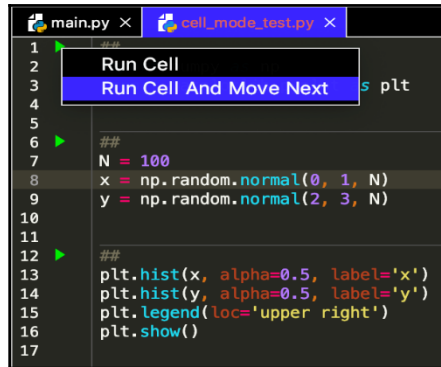 main.py × cell_mode_test.py ×
1 ##
2
Run Cell
3 s plt
Run Cell And Move Next
4
5
6 ##
7 N = 100
8 x = np.random.normal(0, 1, N)
9 y = np.random.normal(2, 3, N)
10
11
12 ##
13 plt.hist(x, alpha=0.5, label='x')
14 plt.hist(y, alpha=0.5, label='y')
15 plt.legend(loc='upper right')
16 plt.show()
17